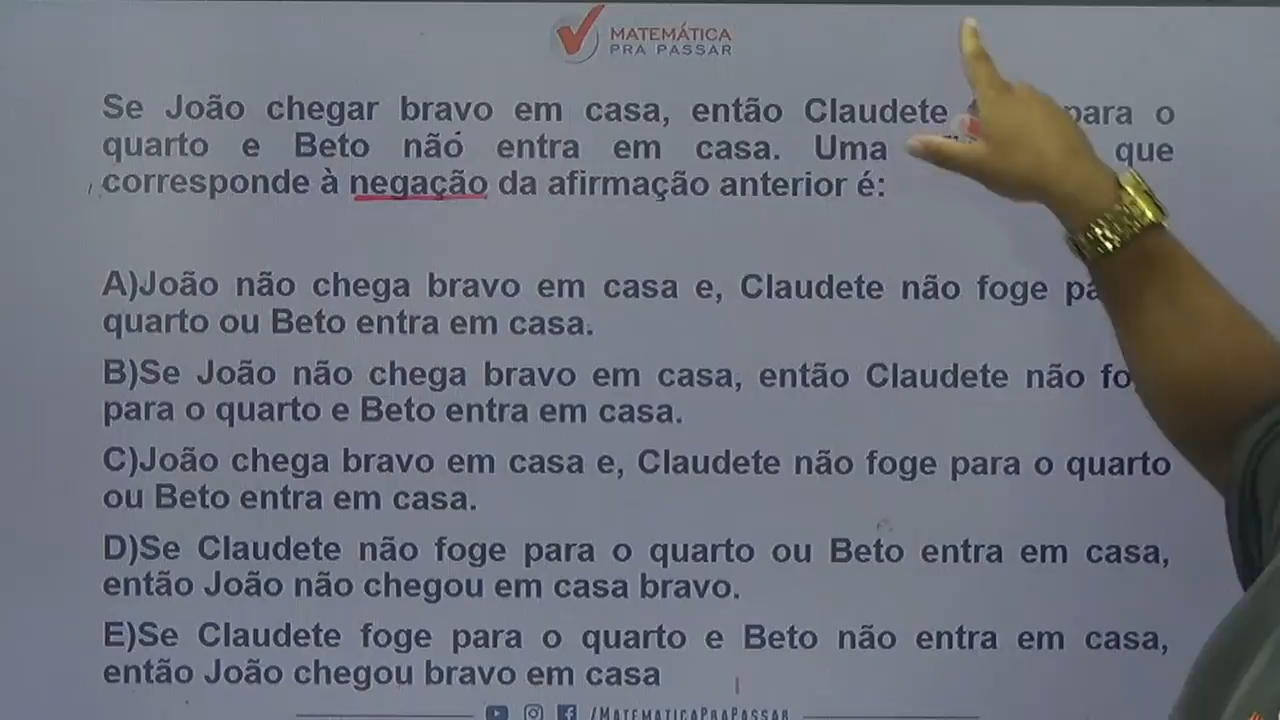 MATEMÁTICA
PRA PASSAR
Se João chegar bravo em casa, então Claudete para o
quarto e Beto não entra em casa. Uma que
corresponde à negação da afirmação anterior é:
A)João não chega bravo em casa e, Claudete não foge
quarto ou Beto entra em casa.
B)Se João não chega bravo em casa, então Claudete não
para o quarto e Beto entra em casa.
C)João chega bravo em casa e, Claudete não foge para o quarto
ou Beto entra em casa.
D)Se Claudete não foge para o quarto ou Beto entra em casa,
então João não chegou em casa bravo.
E)Se Claudete foge para o quarto e Beto não entra em casa,
então João chegou bravo em casa
/MATEMATICAPRAPASSAR